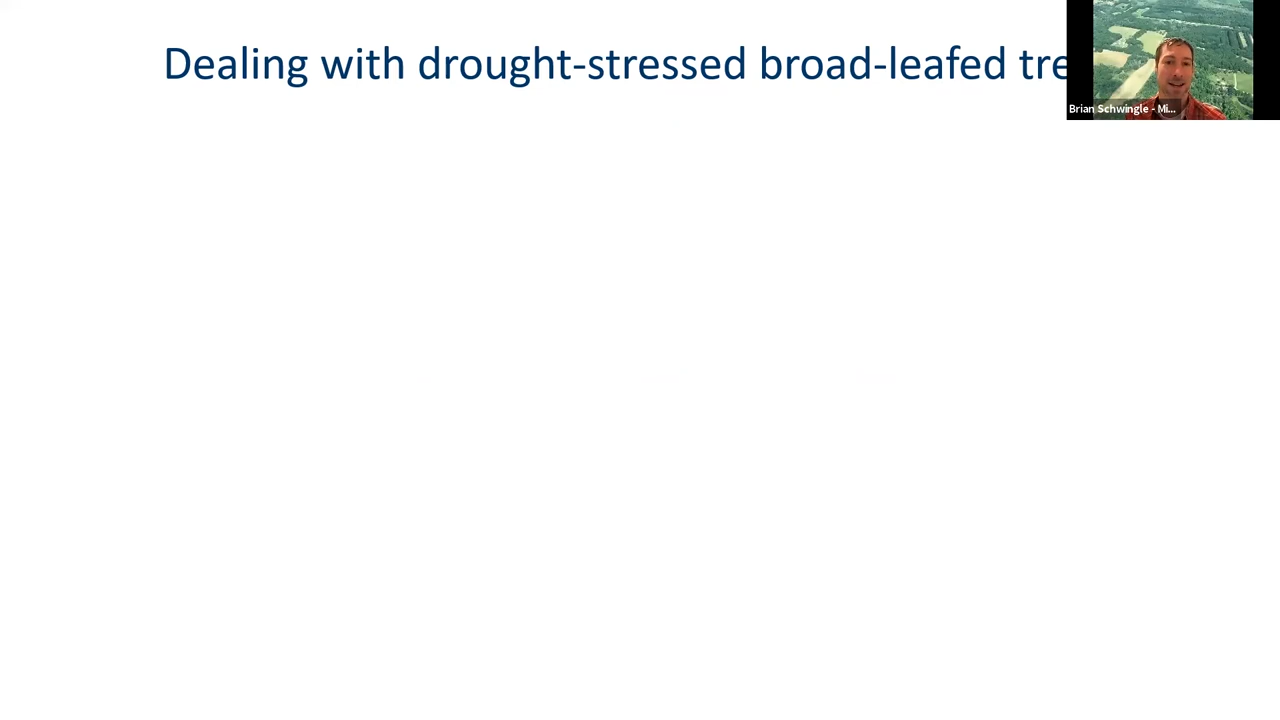 Dealing with drought-stressed broad-leafed tre
Brian Schwingle - Mi...